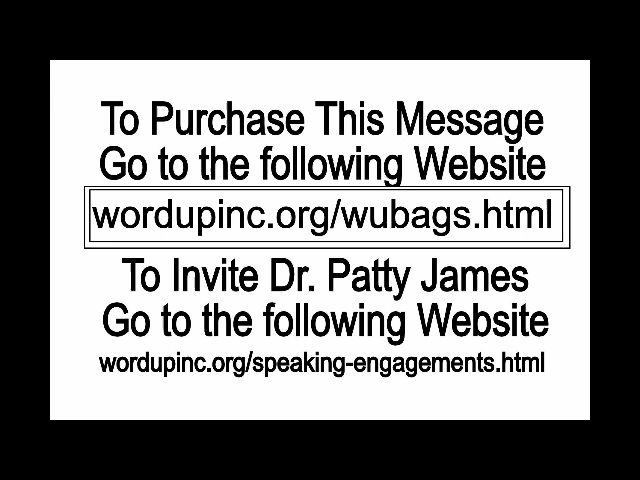 To Purchase This Message
Go to the following Website
wordupinc.org/wubags.html
To Invite Dr. Patty James
Go to the following Website
wordupinc.org/speaking-engagements.html